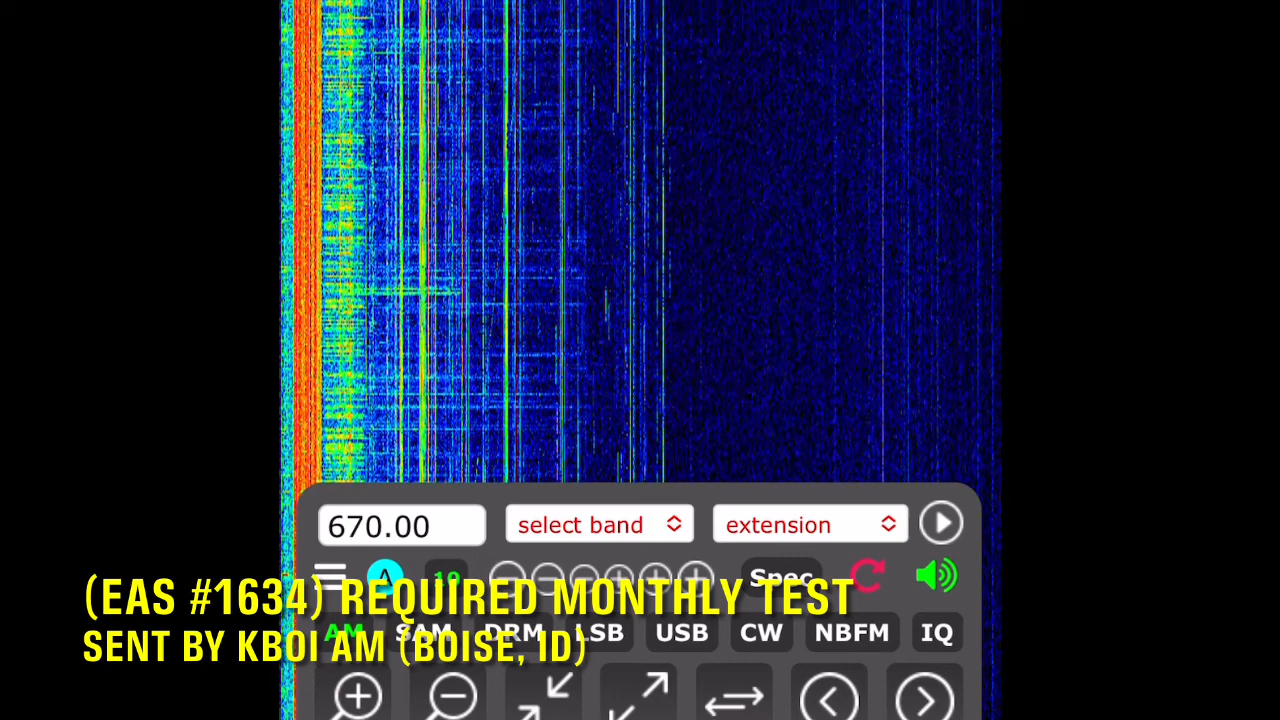 670.00
select band
extension
A
10
Spec
(EAS #1634) REQUIRED MONTHLY TEST
AM SAM DRM LSB USB CW NBFM IQ
SENT BY KBOI AM (BOISE, ID)